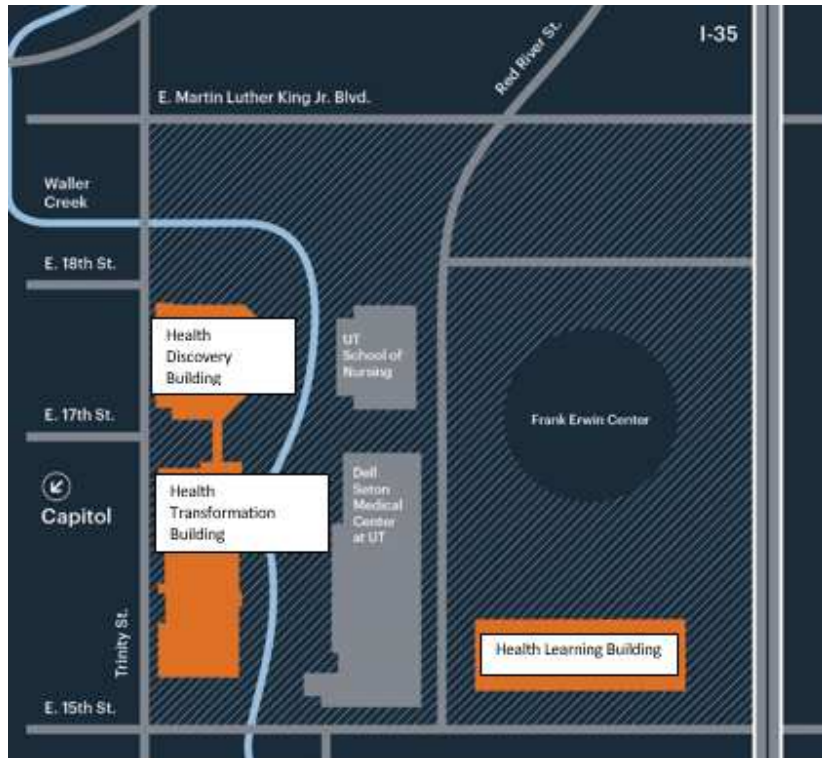 I-35
Red River St.
E. Martin Luther King Jr. Blvd.
Waller
Creek
E. 18th St.
Health
Discovery
Building
UT
School of
Nursing
E. 17th St.
Frank Erwin Center
Capitol
Health
Transformation
Building
Dell
Seton
Medical
Center
at UT
Trinity St.
Health Learning Building
E. 15th St.